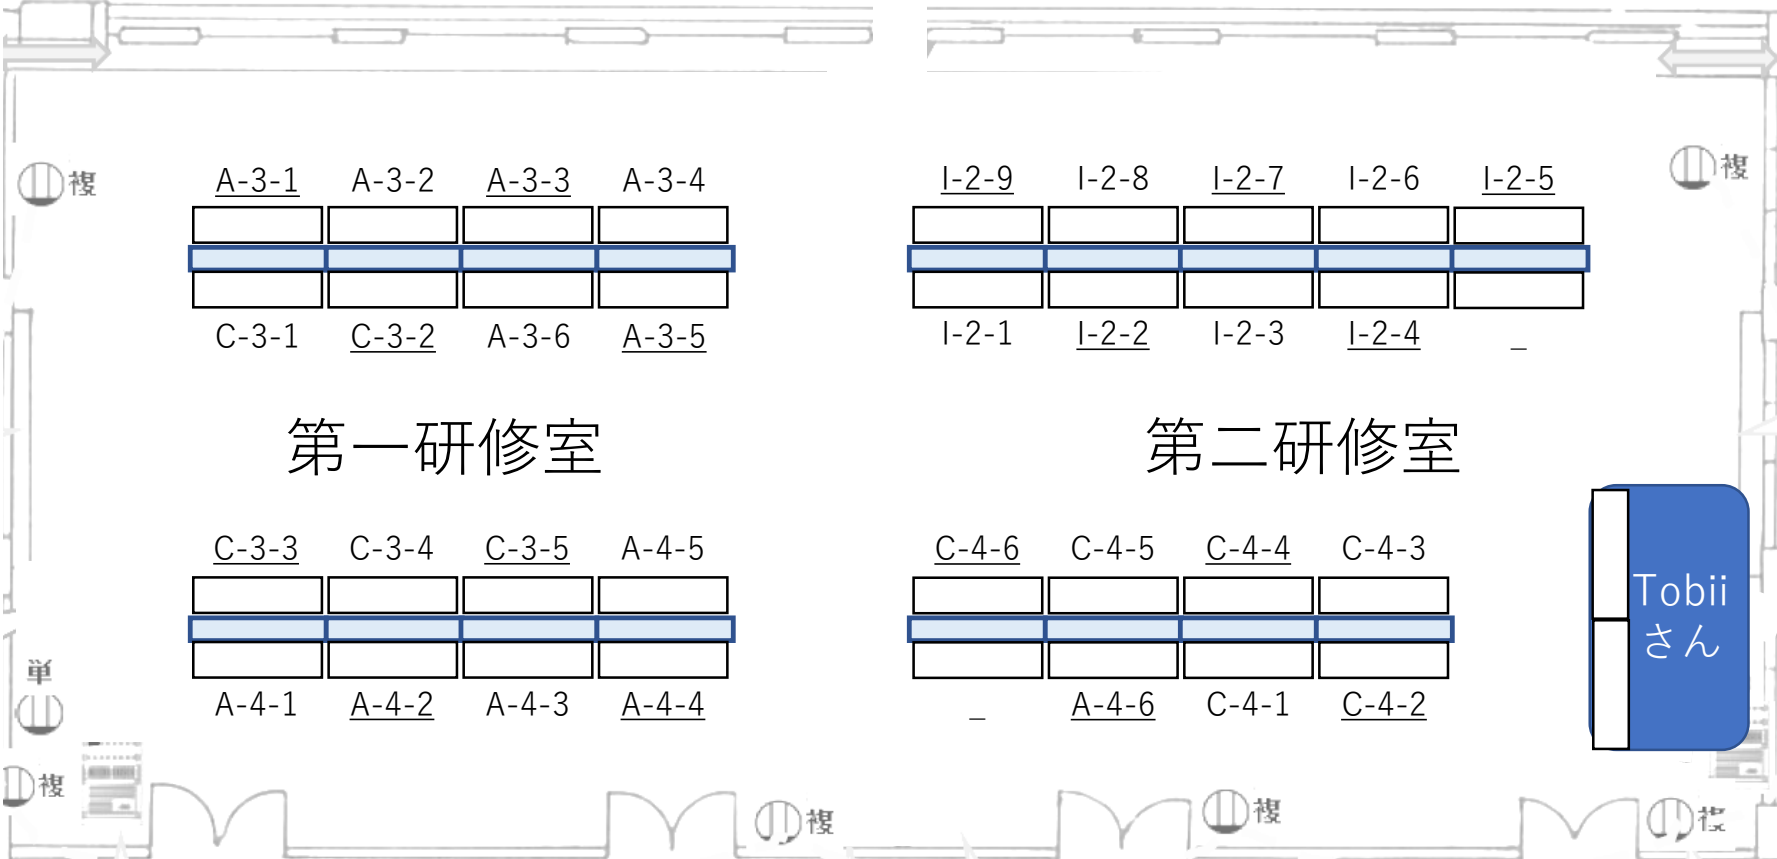 複
複
A-3-1 A-3-2 A-3-3 A-3-4
I-2-9 I-2-8 I-2-7 I-2-6 I-2-5
C-3-1 C-3-2 A-3-6 A-3-5
I-2-1 I-2-2 I-2-3 I-2-4 _
第一研修室
第二研修室
C-3-3 C-3-4 C-3-5 A-4-5
C-4-6 C-4-5 C-4-4 C-4-3
Tobii
さん
単
A-4-1 A-4-2 A-4-3 A-4-4
_ A-4-6 C-4-1 C-4-2
複
複
複
複